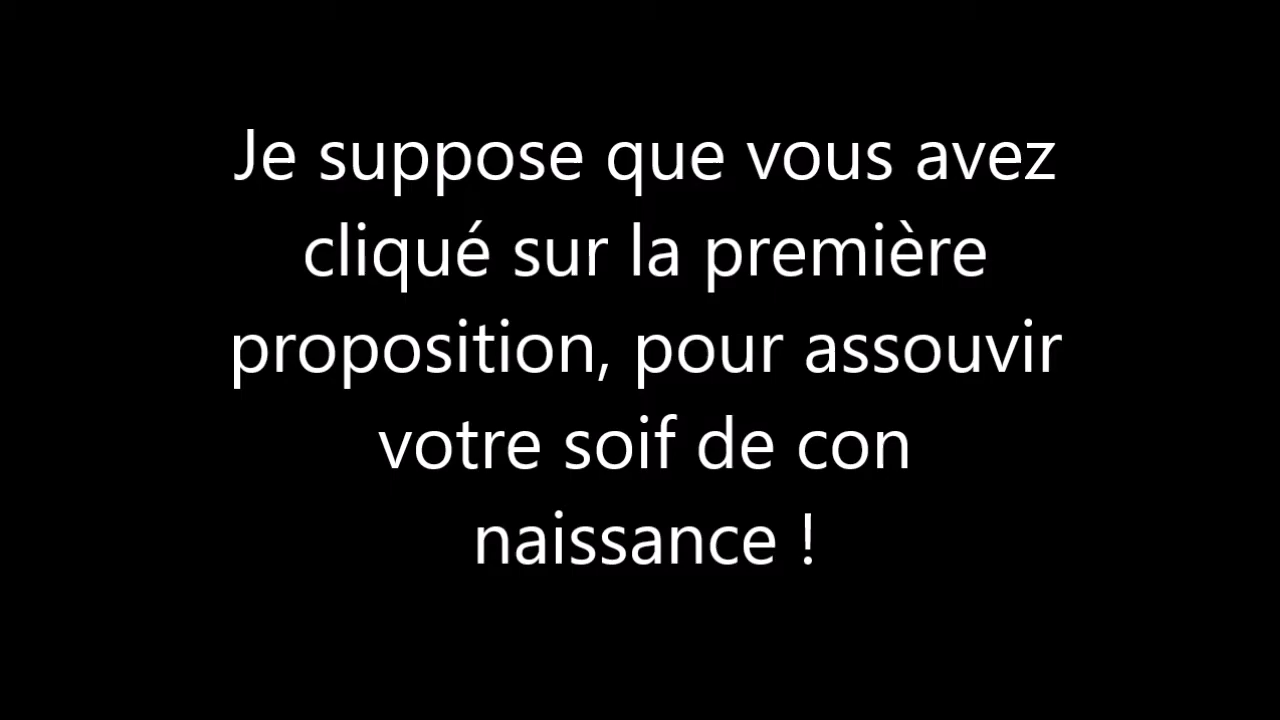 Je suppose que vous avez
cliqué sur la première
proposition, pour assouvir
votre soif de con
naissance !